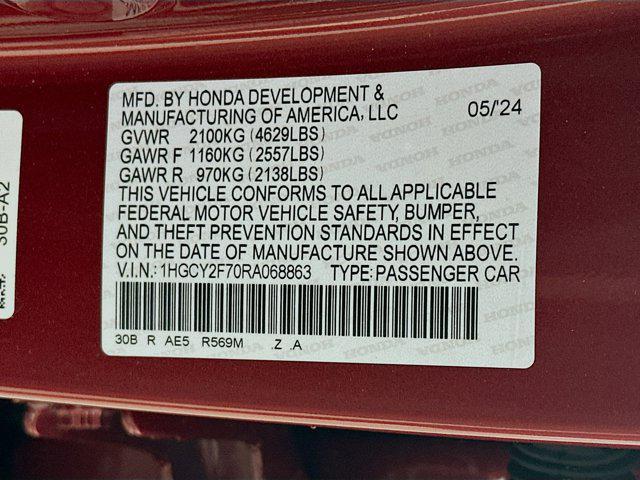 MFD. BY HONDA DEVELOPMENT &
MANUFACTURING OF AMERICA, LLC 05/'24
GVWR 2100KG (4629LBS)
GAWR F 1160KG (2557LBS)
GAWR R 970KG (2138LBS)
THIS VEHICLE CONFORMS TO ALL APPLICABLE
FEDERAL MOTOR VEHICLE SAFETY, BUMPER,
AND THEFT PREVENTION STANDARDS IN EFFECT
ON THE DATE OF MANUFACTURE SHOWN ABOVE.
V.I.N.: 1HGCY2F70RA068863 TYPE: PASSENGER CAR
30B R AE5 R569M .Z .A
30B-A2